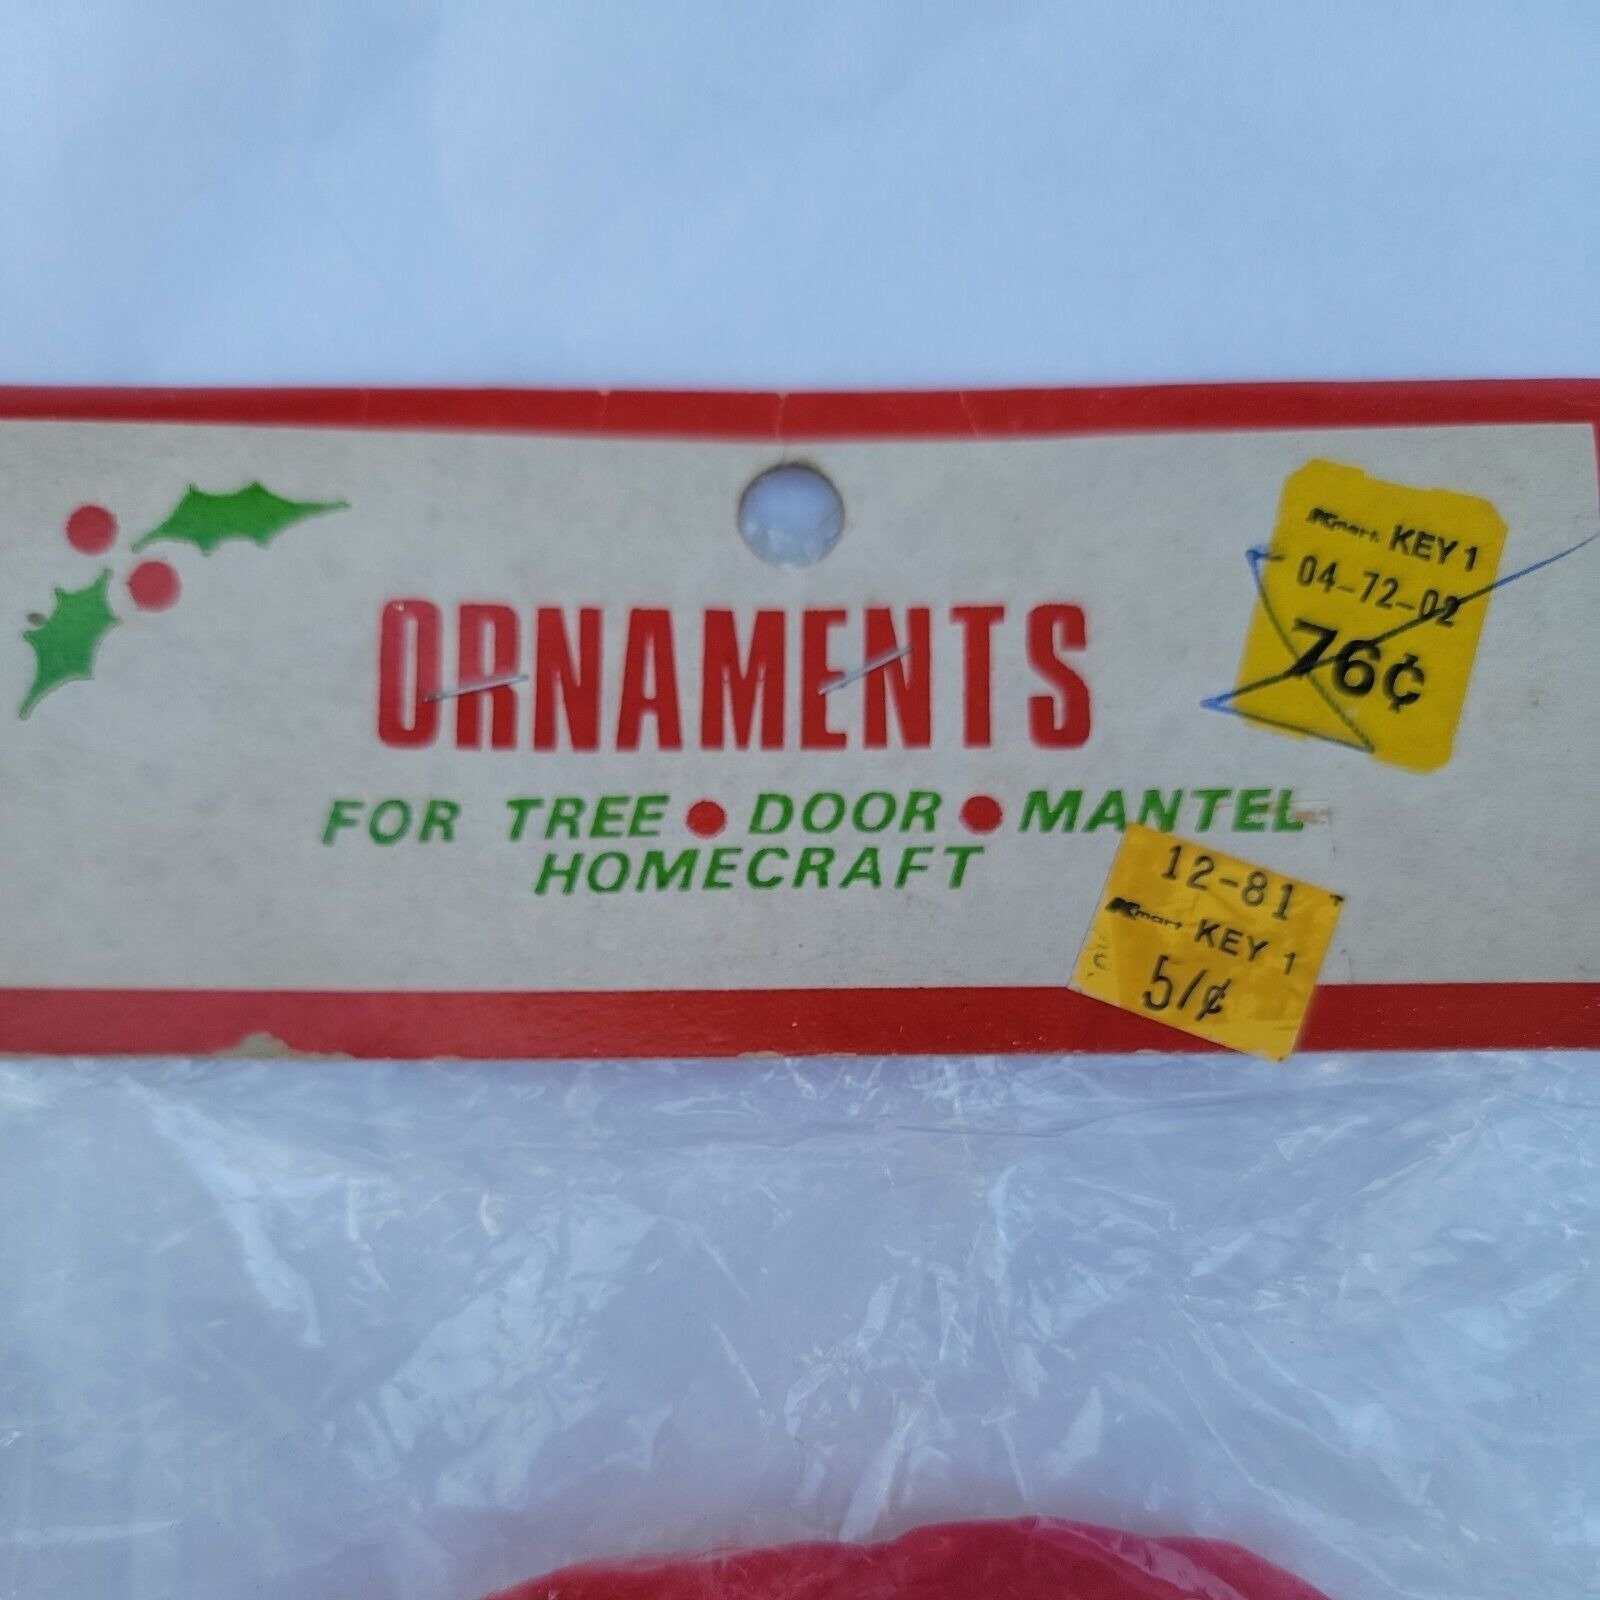 Kmart. KEY 1
04-72-02
76¢
ORNAMENTS
FOR TREE • DOOR • MANTEL
HOMECRAFT
12-81
Kmart KEY 1
51¢